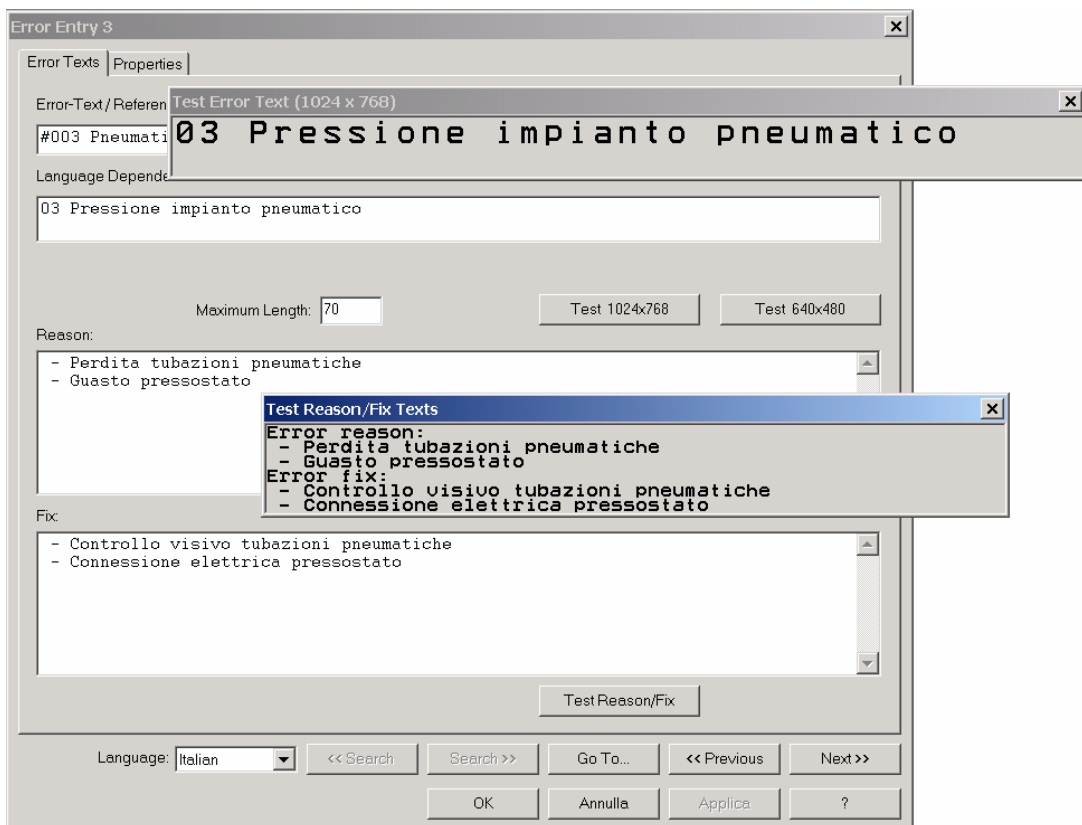 Error Entry 3
Error Texts Properties
Error-Text / Referen
Test Error Text (1024 x 768)
#003 Pneumati
03 Pressione impianto pneumatico
Language Depende
03 Pressione impianto pneumatico
Maximum Length: 70
Test 1024x768
Test 640x480
Reason:
- Perdita tubazioni pneumatiche
- Guasto pressostato
Test Reason/Fix Texts
Error reason:
- Perdita tubazioni pneumatiche
- Guasto pressostato
Error fix:
- Controllo visivo tubazioni pneumatiche
- Connessione elettrica pressostato
Fix:
- Controllo visivo tubazioni pneumatiche
- Connessione elettrica pressostato
Test Reason/Fix
Language: Italian << Search Search >> Go To... << Previous Next >>
OK Annulla Applica ?